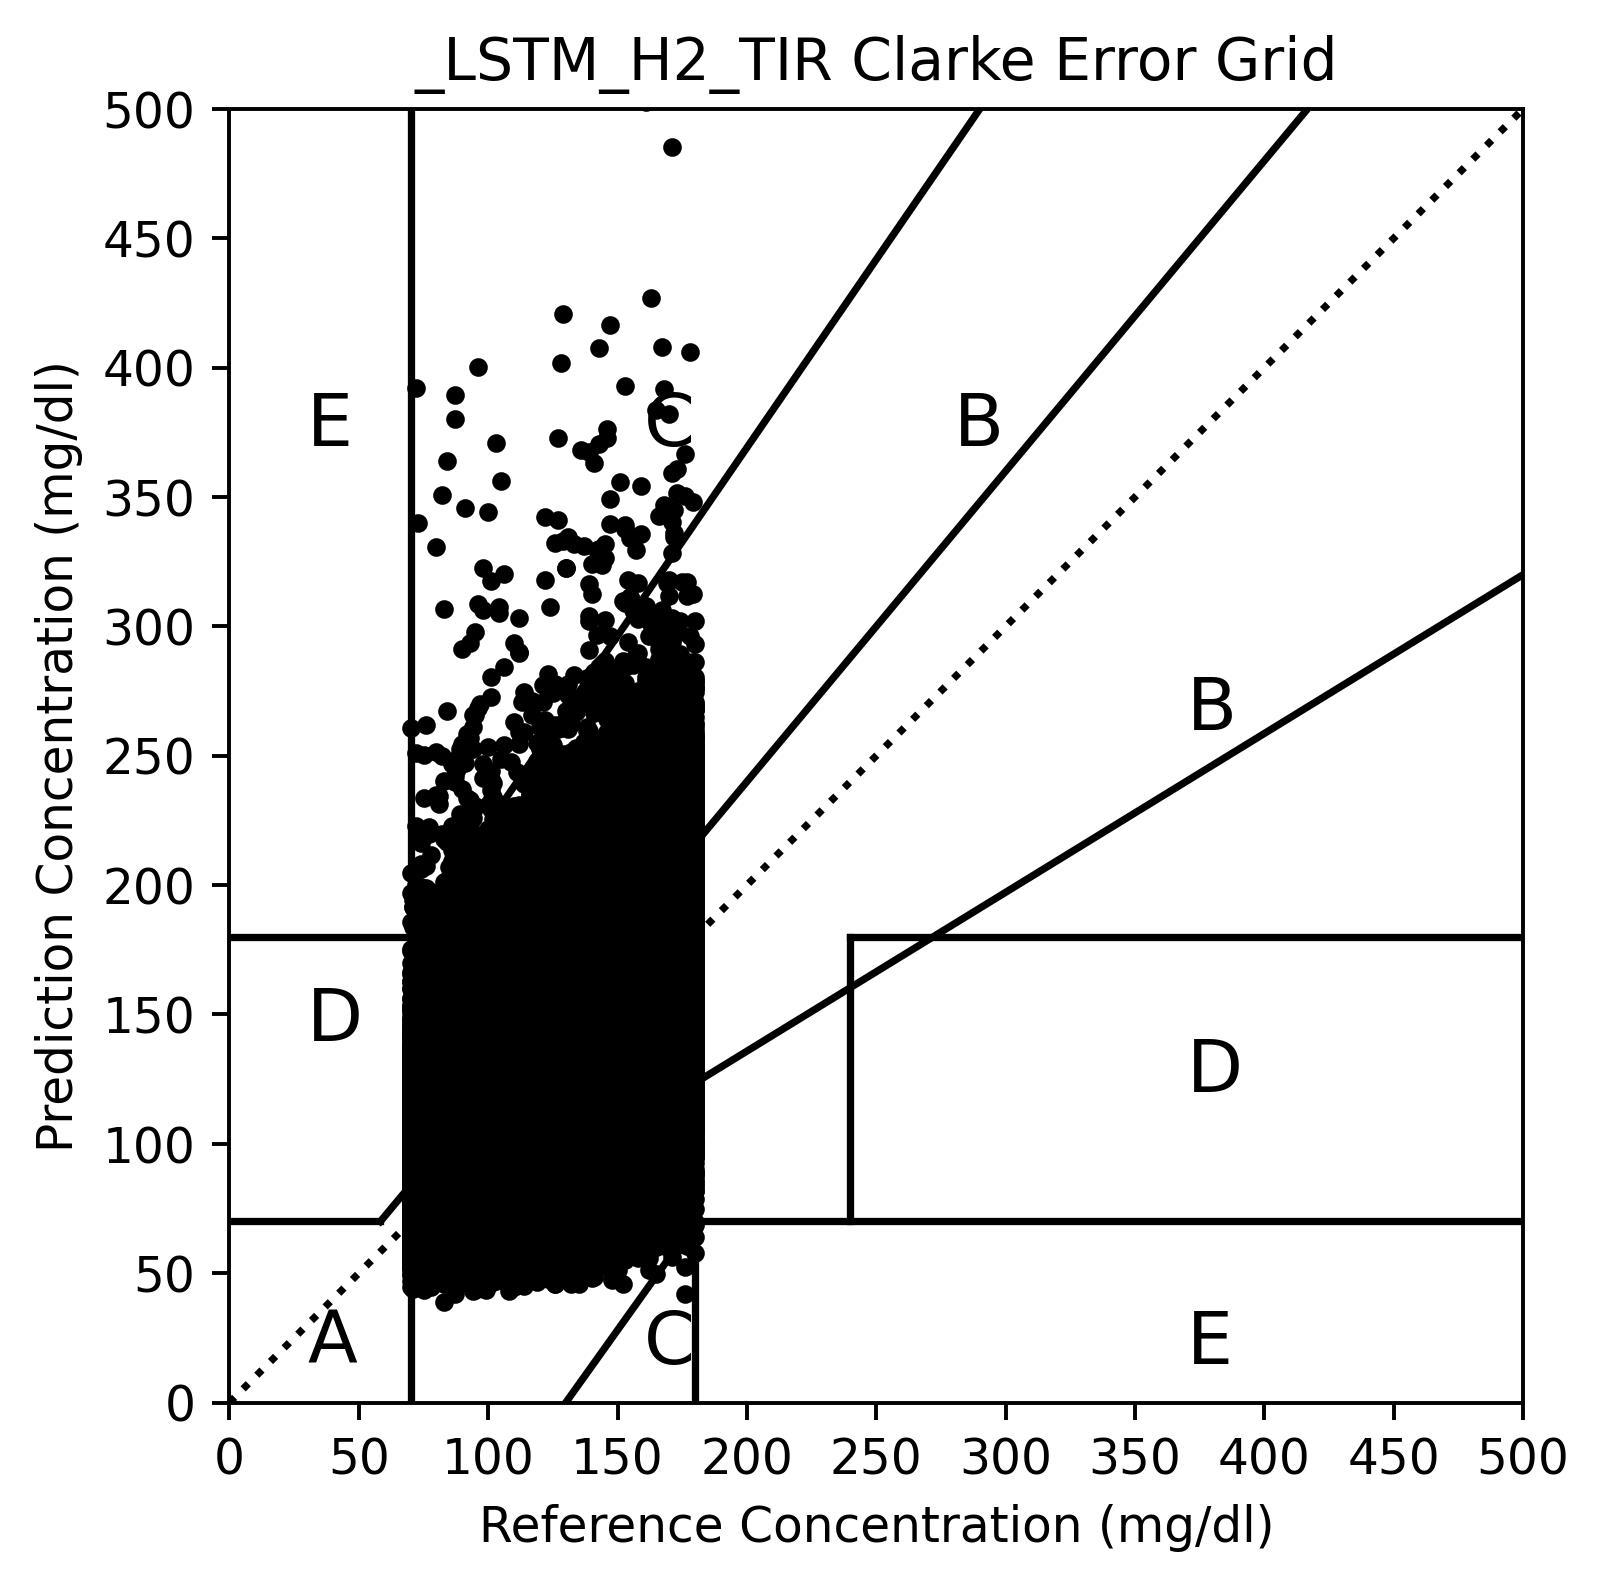 _LSTM_H2_TIR Clarke Error Grid
500
450
400
350
300
250
200
150
100
50
0
Prediction Concentration (mg/dl)
E
C
B
B
D
D
A
C
E
0 50 100 150 200 250 300 350 400 450 500
Reference Concentration (mg/dl)